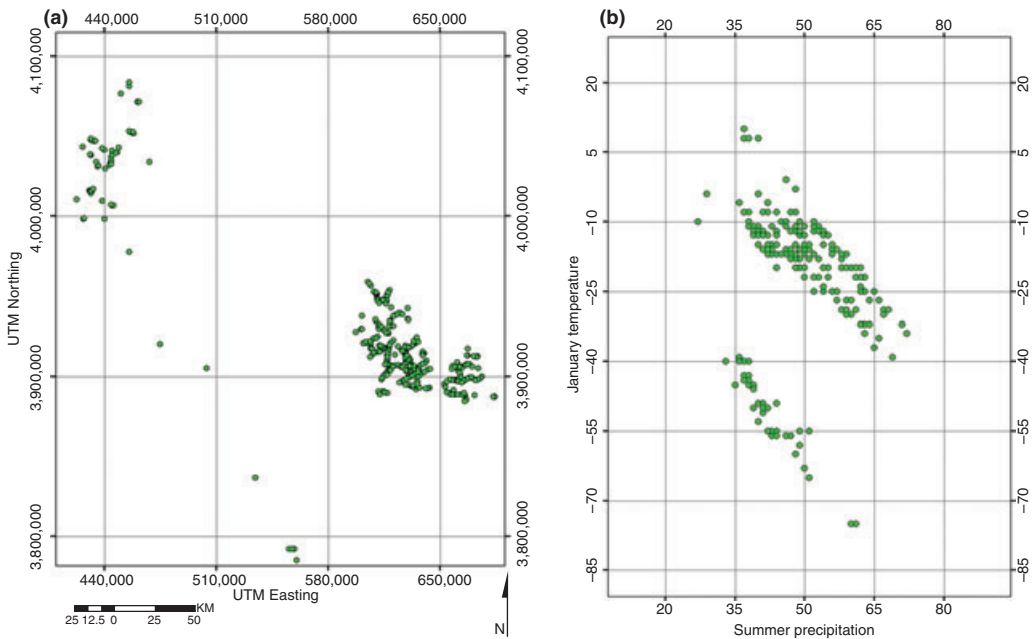 (a)
440,000 510,000 580,000 650,000
4,100,000 4,100,000
4,000,000 4,000,000
3,900,000 3,900,000
3,800,000 3,800,000
UTM Northing
440,000 510,000 580,000 650,000
UTM Easting
KM
25 12.5 0 25 50
N
(b)
20 35 50 65 80
20 20
5 5
−10 −10
−25 −25
−40 −40
−55 −55
−70 −70
−85 −85
January temperature
20 35 50 65 80
Summer precipitation